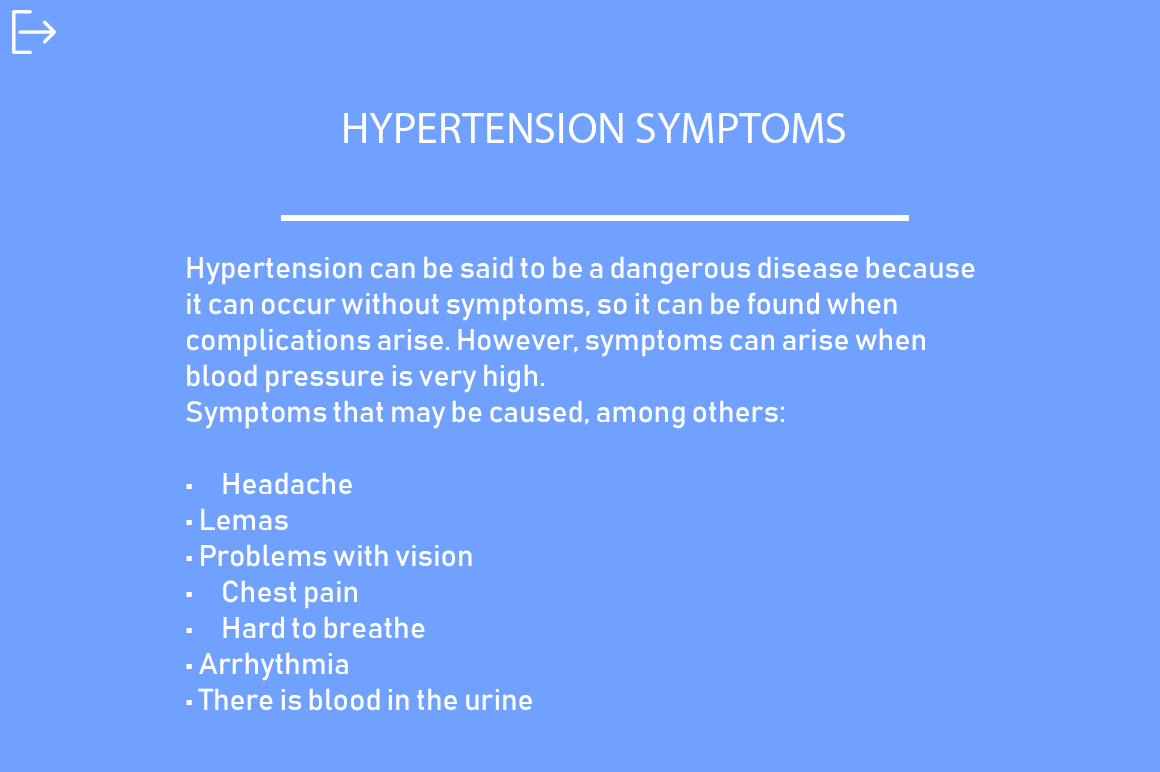 HYPERTENSION SYMPTOMS
Hypertension can be said to be a dangerous disease because
it can occur without symptoms, so it can be found when
complications arise. However, symptoms can arise when
blood pressure is very high.
Symptoms that may be caused, among others:
▪ Headache
▪ Lemas
▪ Problems with vision
▪ Chest pain
▪ Hard to breathe
▪ Arrhythmia
▪ There is blood in the urine